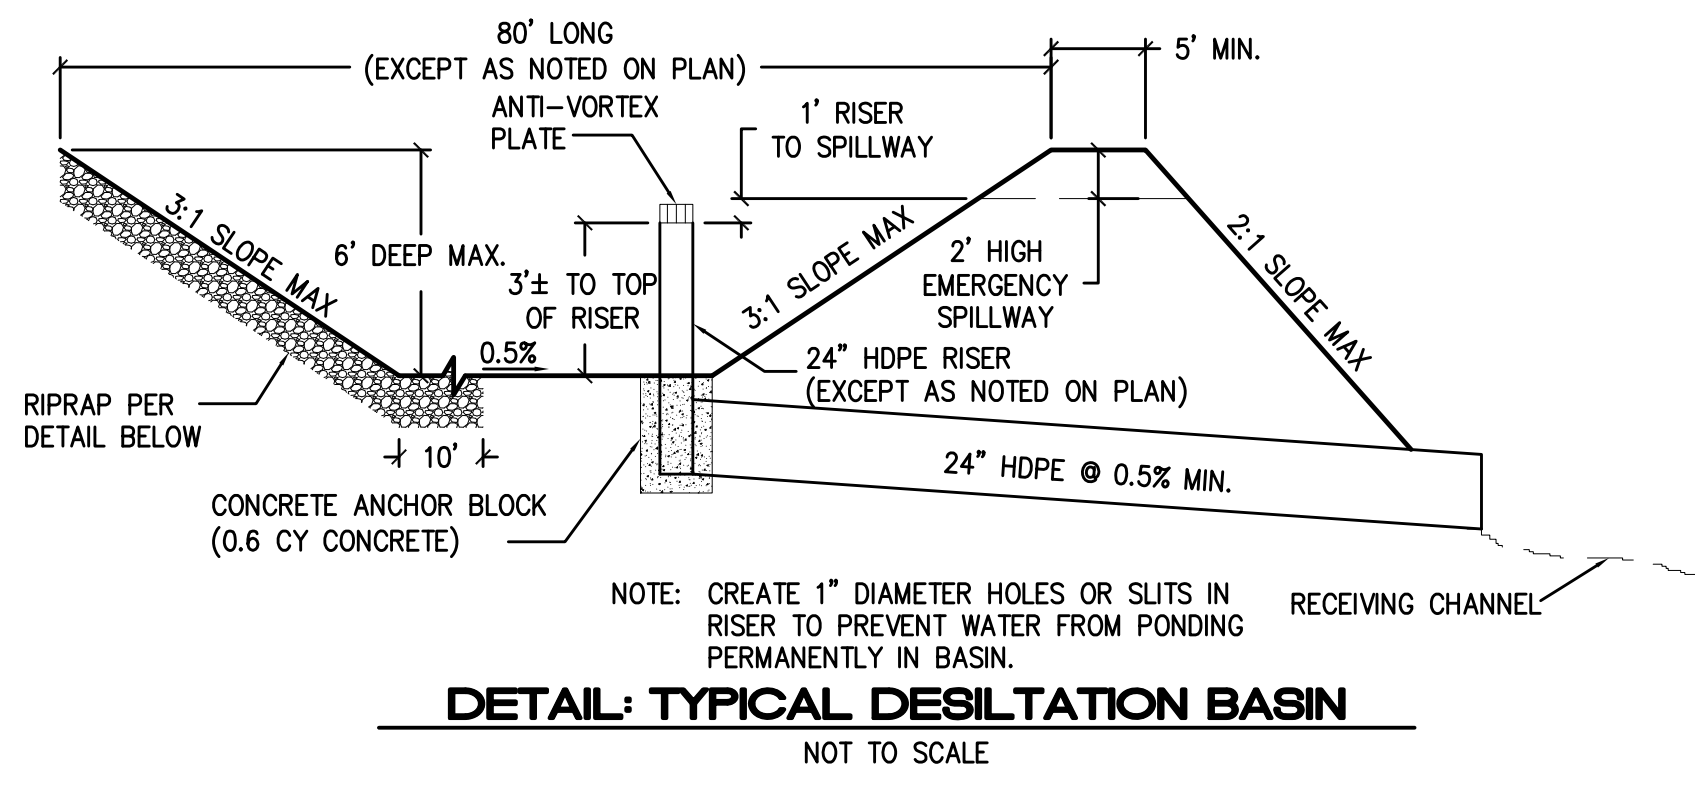 80' LONG
(EXCEPT AS NOTED ON PLAN)
5' MIN.
ANTI-VORTEX
PLATE
1' RISER
TO SPILLWAY
3:1 SLOPE MAX
6' DEEP MAX.
3'± TO TOP
OF RISER
3:1 SLOPE MAX
2' HIGH
EMERGENCY
SPILLWAY
2:1 SLOPE MAX
0.5%
24" HDPE RISER
(EXCEPT AS NOTED ON PLAN)
RIPRAP PER
DETAIL BELOW
10'
24" HDPE @ 0.5% MIN.
CONCRETE ANCHOR BLOCK
(0.6 CY CONCRETE)
NOTE: CREATE 1" DIAMETER HOLES OR SLITS IN
RISER TO PREVENT WATER FROM PONDING
PERMANENTLY IN BASIN.
RECEIVING CHANNEL
DETAIL: TYPICAL DESILTATION BASIN
NOT TO SCALE